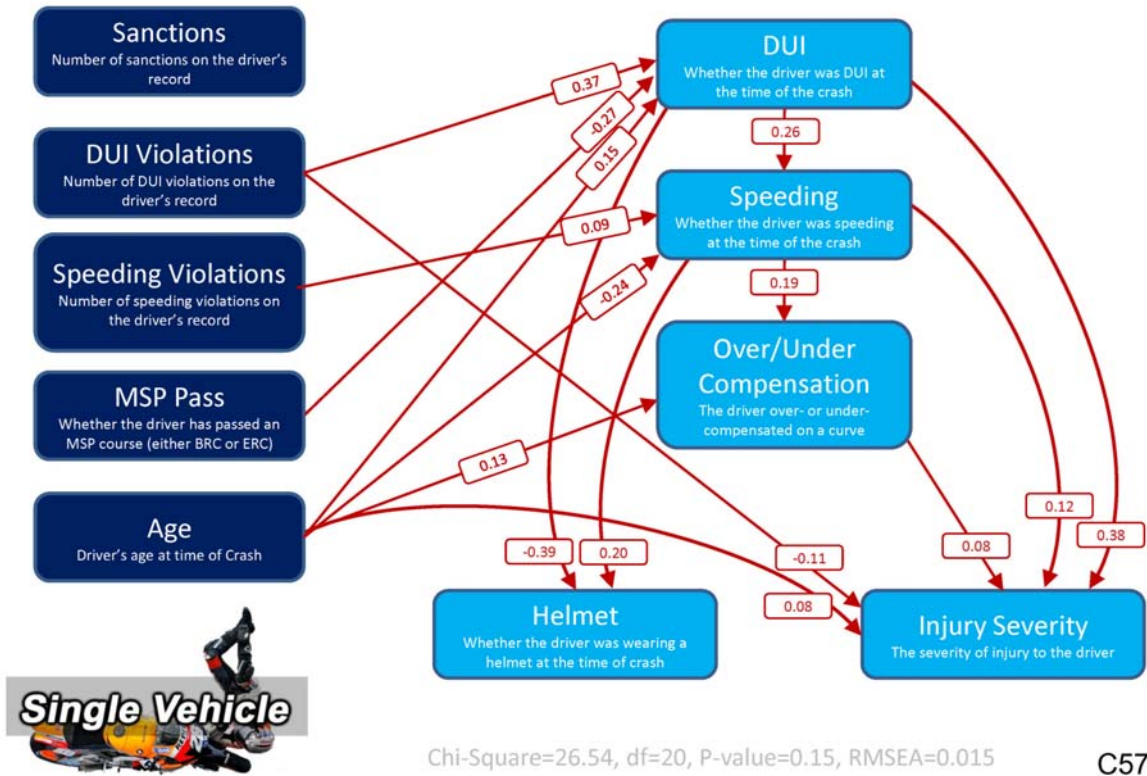 Sanctions
Number of sanctions on the driver's
record
DUI Violations
Number of DUI violations on the
driver's record
Speeding Violations
Number of speeding violations on
the driver's record
MSP Pass
Whether the driver has passed an
MSP course (either BRC or ERC)
Age
Driver's age at time of Crash
DUI
Whether the driver was DUI at
the time of the crash
0.37
-0.27
0.15
0.26
Speeding
Whether the driver was speeding
at the time of the crash
0.09
-0.24
0.19
Over/Under
Compensation
The driver over- or under-
compensated on a curve
0.13
0.12
0.38
0.08
-0.39
0.20
-0.11
0.08
Helmet
Whether the driver was wearing a
helmet at the time of crash
Injury Severity
The severity of injury to the driver
Single Vehicle
Chi-Square=26.54, df=20, P-value=0.15, RMSEA=0.015
C57